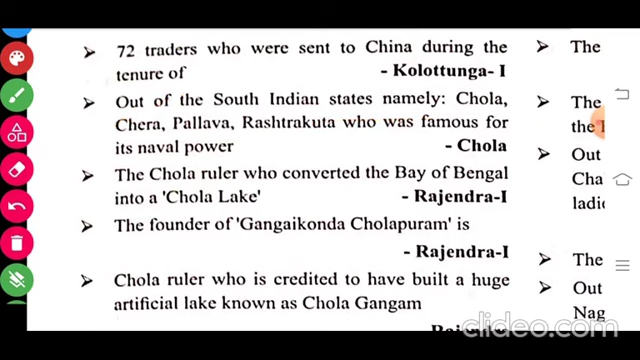 ➤ 72 traders who were sent to China during the
tenure of - Kolottunga- I
➤ Out of the South Indian states namely: Chola,
Chera, Pallava, Rashtrakuta who was famous for
its naval power - Chola
➤ The Chola ruler who converted the Bay of Bengal
into a 'Chola Lake' - Rajendra-I
➤ The founder of 'Gangaikonda Cholapuram' is
- Rajendra-I
➤ Chola ruler who is credited to have built a huge
artificial lake known as Chola Gangam
➤ The
➤ The
the
➤ Out
Cha
ladie
➤ The
➤ Out
Nag
clideo.com